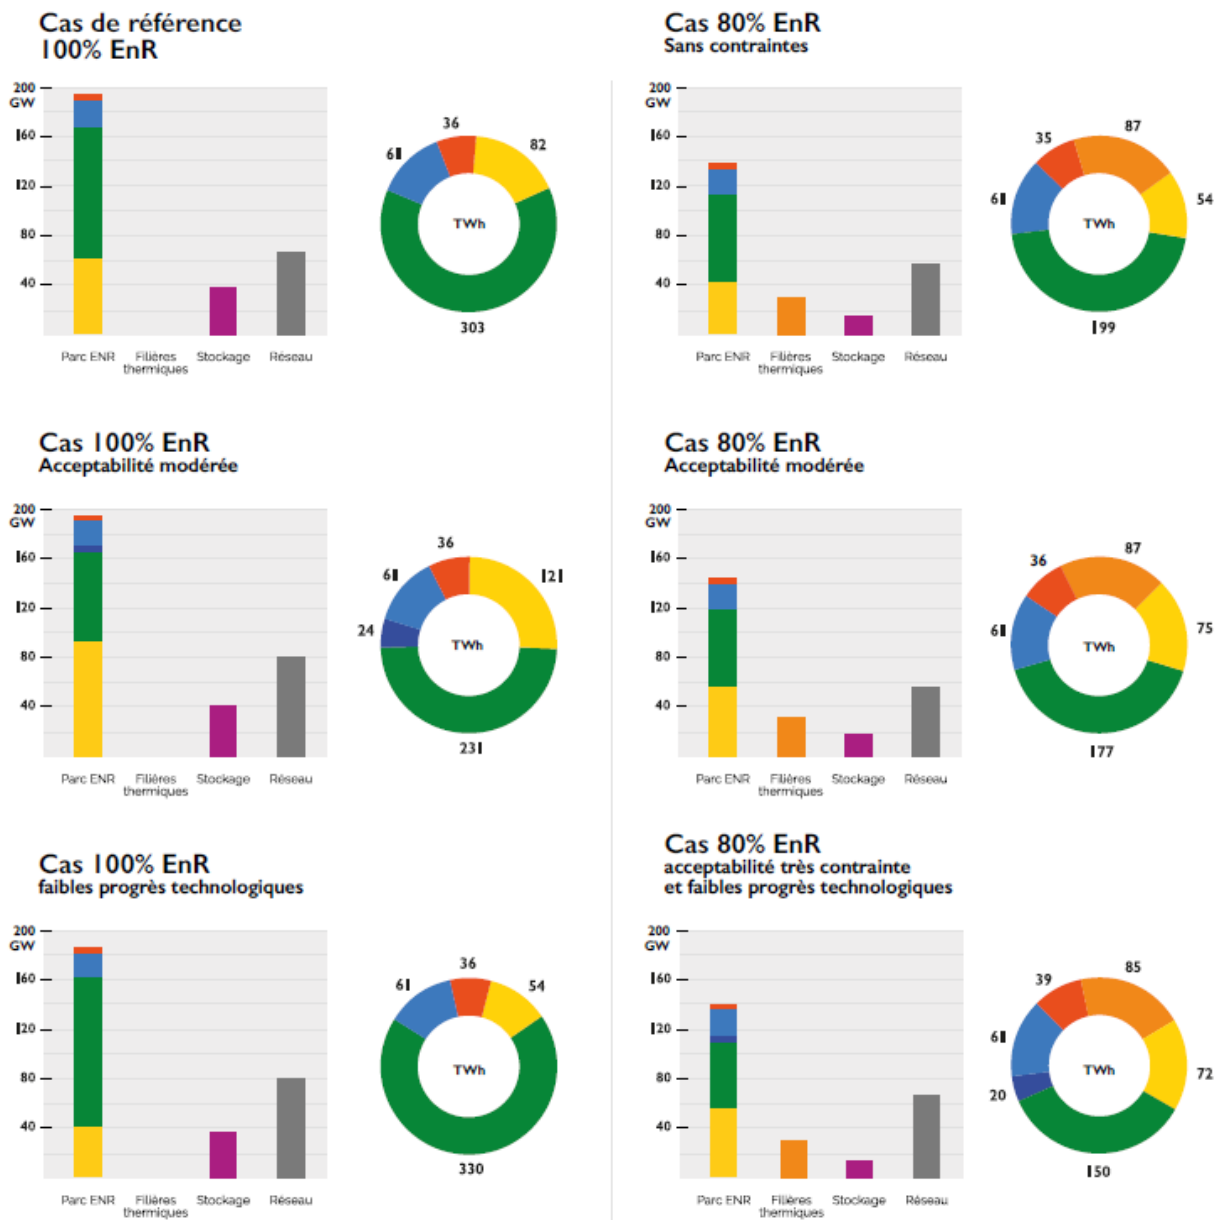 Cas de référence
100% EnR
200
GW
160
120
80
40
Parc ENR
Filières
thermiques
Stockage
Réseau
36
82
61
TWh
303
Cas 80% EnR
Sans contraintes
200
GW
160
120
80
40
Parc ENR
Filières
thermiques
Stockage
Réseau
87
35
61
54
TWh
199
Cas 100% EnR
Acceptabilité modérée
200
GW
160
120
80
40
Parc ENR
Filières
thermiques
Stockage
Réseau
36
61
121
24
TWh
231
Cas 80% EnR
Acceptabilité modérée
200
GW
160
120
80
40
Parc ENR
Filières
thermiques
Stockage
Réseau
87
36
61
75
TWh
177
Cas 100% EnR
faibles progrès technologiques
200
GW
160
120
80
40
Parc ENR
Filières
thermiques
Stockage
Réseau
36
61
54
TWh
330
Cas 80% EnR
acceptabilité très contrainte
et faibles progrès technologiques
200
GW
160
120
80
40
Parc ENR
Filières
thermiques
Stockage
Réseau
85
39
61
72
20
TWh
150